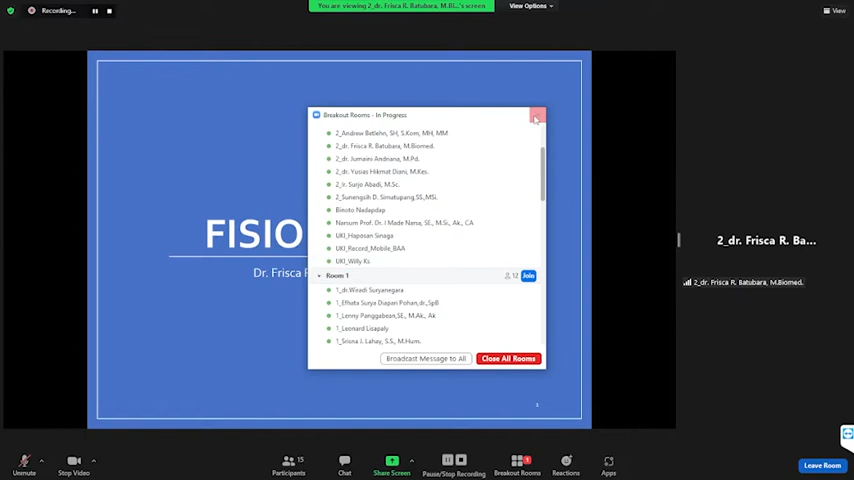 Recording...
You are viewing 2_dr. Frisca R. Batubara, M.Bi...'s screen
View Options
View
Breakout Rooms - In Progress
2_Andrew Betlehn, SH, S.Kom, MH, MM
2_dr. Frisca R. Batubara, M.Biomed.
2_dr. Jumaini Andriana, M.Pd.
2_dr. Yusias Hikmat Diani, M.Kes.
2_Ir. Surjo Abadi, M.Sc.
2_Sunengsih D. Simatupang,SS.,MSi.
Binoto Nadapdap
Narsum Prof. Dr. I Made Narsa, SE., M.Si., Ak., CA
UKI_Haposan Sinaga
UKI_Record_Mobile_BAA
UKI_Willy Ks
Room 1
12
Join
1_dr.Wiradi Suryanegara
1_Efhata Surya Diapari Pohan,dr.,SpB
1_Lenny Panggabean,SE., M.Ak., Ak
1_Leonard Lisapaly
1_Sriona J. Lahay, S.S., M.Hum.
Broadcast Message to All
Close All Rooms
FISIO
Dr. Frisca
1
2_dr. Frisca R. Ba...
2_dr. Frisca R. Batubara, M.Biomed.
Unmute
Stop Video
Participants
15
Chat
Share Screen
Pause/Stop Recording
Breakout Rooms
1
Reactions
Apps
Leave Room